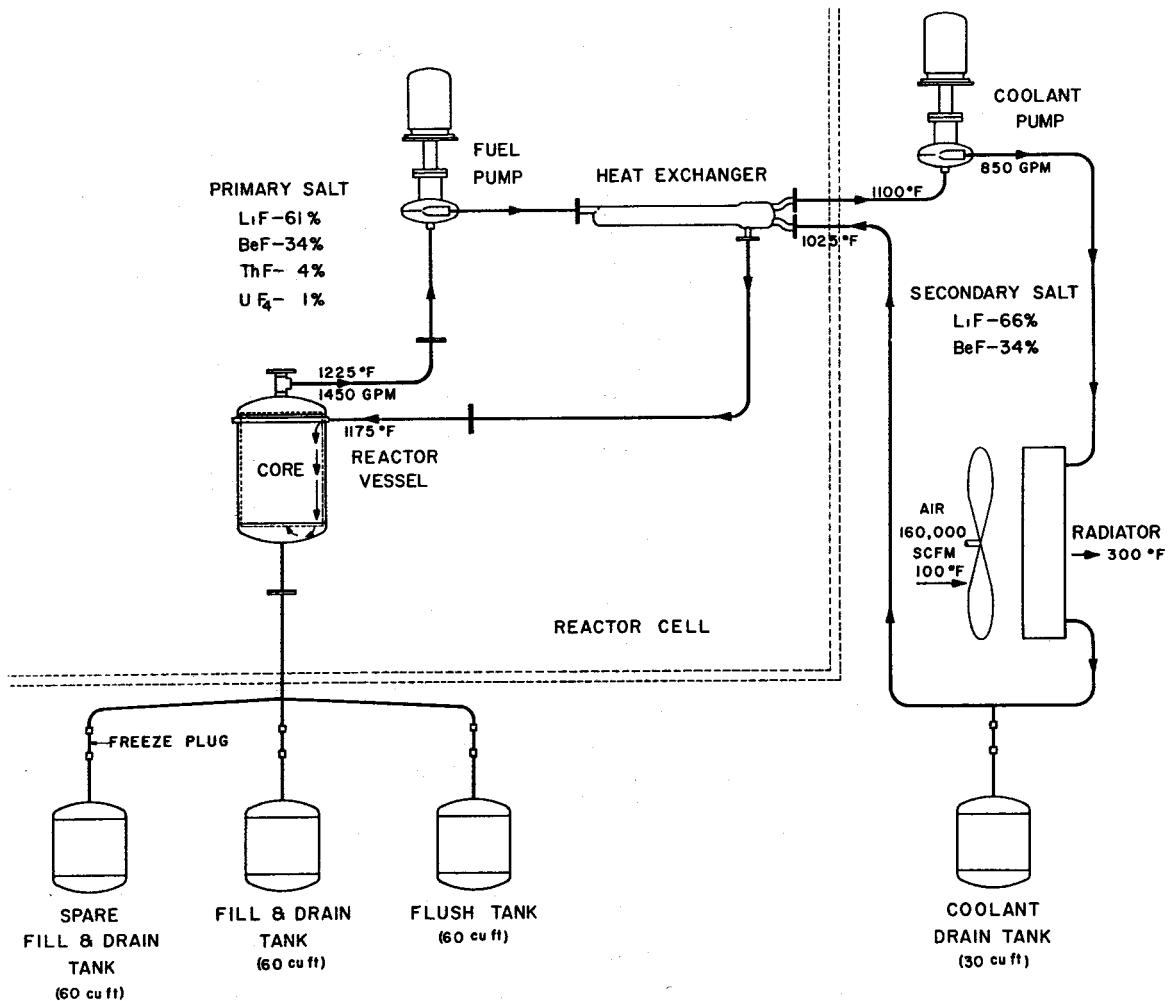 COOLANT
PUMP
850 GPM
FUEL
PUMP
HEAT EXCHANGER
1100°F
1025°F
PRIMARY SALT
LiF-61%
BeF-34%
ThF- 4%
UF4- 1%
SECONDARY SALT
LiF-66%
BeF-34%
1225°F
1450 GPM
1175°F
REACTOR
VESSEL
CORE
AIR
160,000
SCFM
100°F
RADIATOR
300°F
REACTOR CELL
FREEZE PLUG
SPARE
FILL & DRAIN
TANK
(60 cu ft)
FILL & DRAIN
TANK
(60 cu ft)
FLUSH TANK
(60 cu ft)
COOLANT
DRAIN TANK
(30 cu ft)